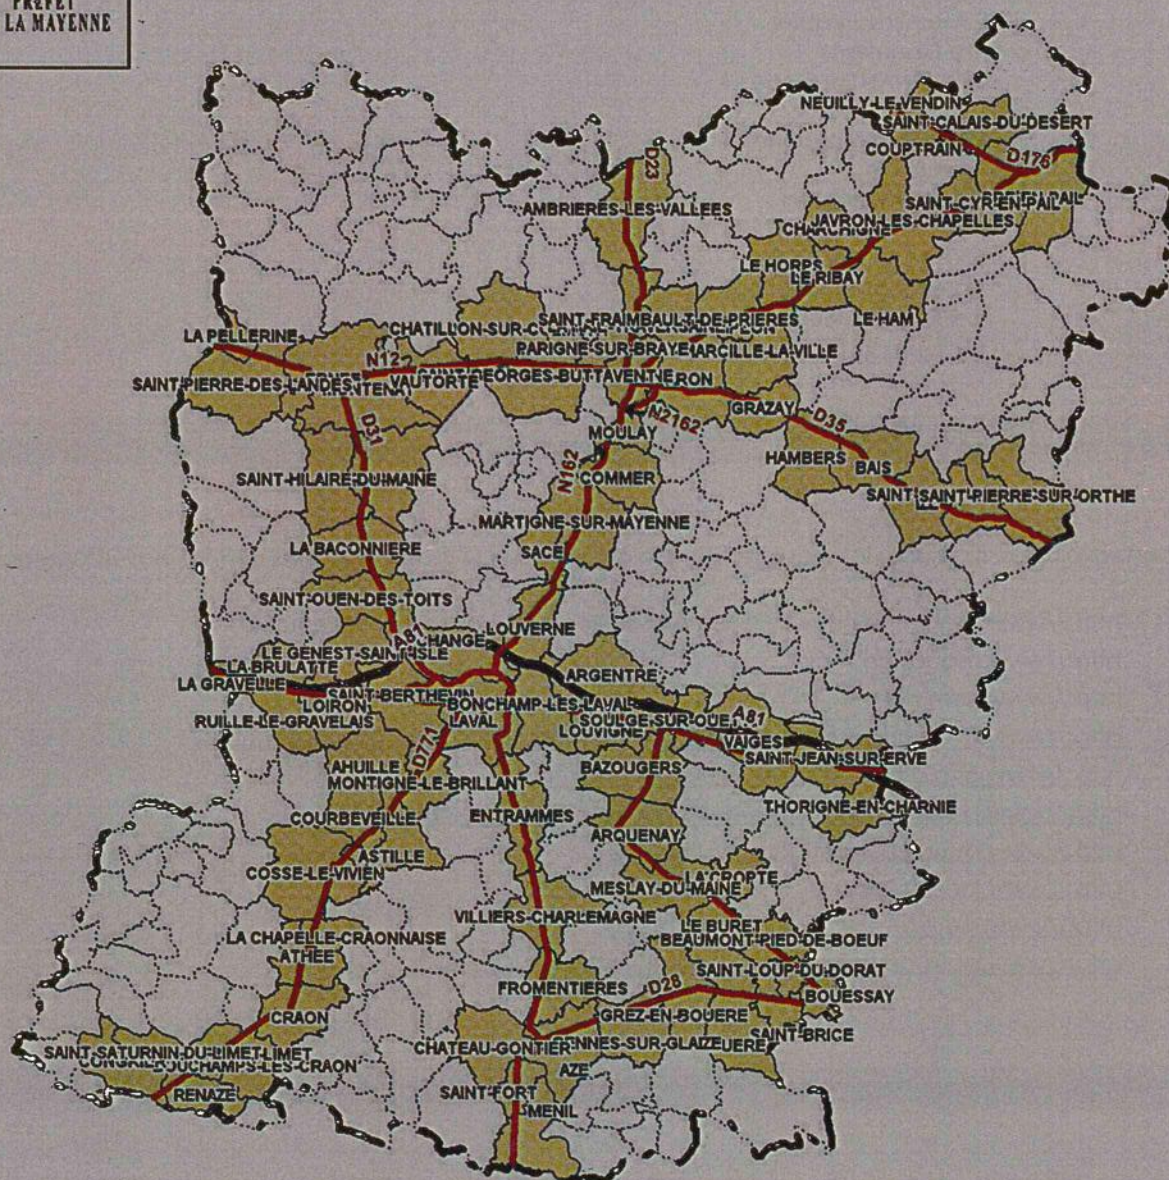 PREFET
LA MAYENNE
NEUILLY-LE-VENDIN
SAINT-CALAIS-DU-DESERT
COUPTRAIN
D176
D23
SAINT-CYR-EN-PAIL
AMBRIERES-LES-VALLEES
JAVRON-LES-CHAPELLES
LE HORPS
LE RIBAY
LE HAM
SAINT-FRAIMBAULT-DE-PRIERES
LA PELLERINE
PARIGNE-SUR-BRAYE
MARCILLE-LA-VILLE
N12
SAINT-PIERRE-DES-LANDES
VAUTORTE
SAINT-GEORGES-BUTTAVENT
GRAZAY
N2162
D35
D31
MOULAY
HAMBERS
BAIS
SAINT-HILAIRE-DU-MAINE
N162
COMMER
SAINT-PIERRE-SUR-ORTHE
MARTIGNE-SUR-MAYENNE
LA BACONNIERE
SACE
SAINT-OUEN-DES-TOITS
LOUVERNE
A81
CHANGE
LE GENEST-SAINT-ISLE
LA BRULATTE
ARGENTRE
LA GRAVELLE
SAINT-BERTHEVIN
LOIRON
BONCHAMP-LES-LAVAL
RUILLE-LE-GRAVELAIS
LAVAL
SOULGE-SUR-OUETTE
A81
LOUVIGNE
VAIGES
D771
AHUILLE
BAZOUGERS
SAINT-JEAN-SUR-ERVE
MONTIGNE-LE-BRILLANT
THORIGNE-EN-CHARNIE
COURBEVEILLE
ENTRAMMES
ARQUENAY
ASTILLE
COSSE-LE-VIVIEN
LA CROPTE
MESLAY-DU-MAINE
VILLIERS-CHARLEMAGNE
LE BURET
LA CHAPELLE-CRAONNAISE
BEAUMONT-PIED-DE-BOEUF
ATHEE
SAINT-LOUP-DU-DORAT
FROMENTIERES
D28
BOUESSAY
CRAON
GREZ-EN-BOUERE
SAINT-BRICE
CHATEAU-GONTIER
GENNES-SUR-GLAIZE
SAINT-SATURNIN-DU-LIMET
BOUCHAMPS-LES-CRAON
AZE
RENAZE
SAINT-FORT
MENIL